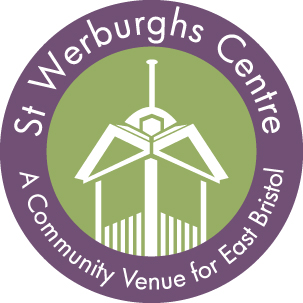 St Werburghs Centre
A Community Venue for East Bristol